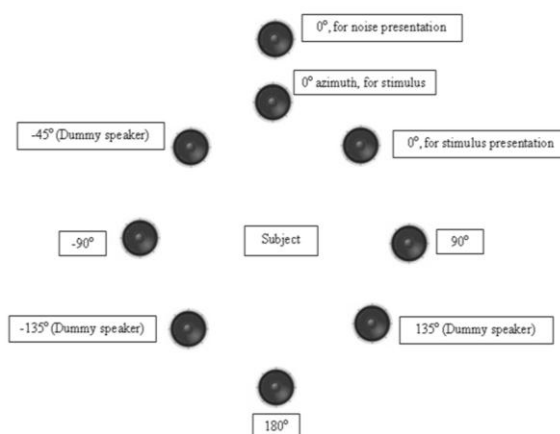 0°, for noise presentation
0° azimuth, for stimulus
-45° (Dummy speaker)
0°, for stimulus presentation
-90°
Subject
90°
-135° (Dummy speaker)
135° (Dummy speaker)
180°